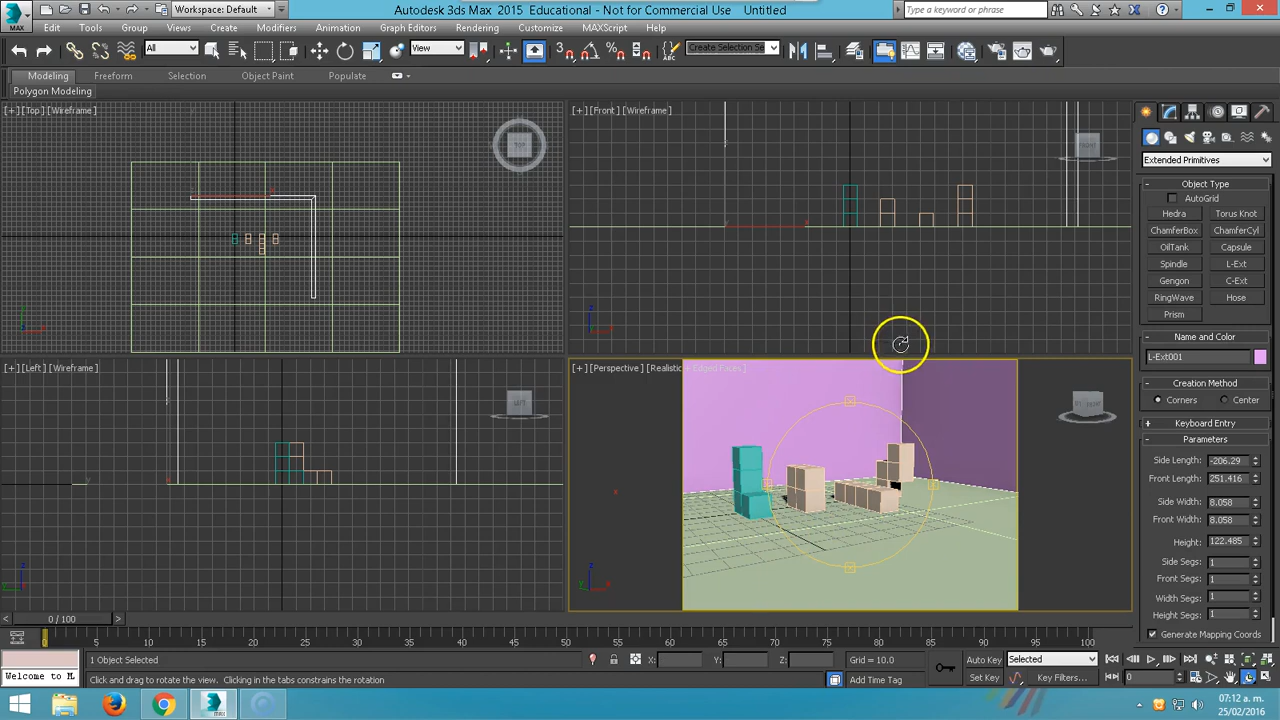 MAX
Workspace: Default
Autodesk 3ds Max 2015 Educational - Not for Commercial Use Untitled
Type a keyword or phrase
Edit Tools Group Views Create Modifiers Animation Graph Editors Rendering Customize MAXScript Help
All
View
Create Selection Se
Modeling Freeform Selection Object Paint Populate
Polygon Modeling
[+] [Top] [Wireframe]
TOP
[+] [Front] [Wireframe]
FRONT
Extended Primitives
Object Type
AutoGrid
Hedra Torus Knot
ChamferBox ChamferCyl
OilTank Capsule
Spindle L-Ext
Gengon C-Ext
RingWave Hose
Prism
Name and Color
L-Ext001
[+] [Left] [Wireframe]
LEFT
[+] [Perspective] [Realistic + Edged Faces]
FRONT
Creation Method
Corners Center
Keyboard Entry
Parameters
Side Length: -206.29
Front Length: 251.416
Side Width: 8.058
Front Width: 8.058
Height: 122.485
Side Segs: 1
Front Segs: 1
Width Segs: 1
Height Segs: 1
Generate Mapping Coords
< 0 / 100 >
0 5 10 15 20 25 30 35 40 45 50 55 60 65 70 75 80 85 90 95 100
1 Object Selected X: Y: Z: Grid = 10.0 Auto Key Selected
Welcome to M Click and drag to rotate the view. Clicking in the tabs constrains the rotation Add Time Tag Set Key Key Filters... 0
07:12 a. m.
25/02/2016